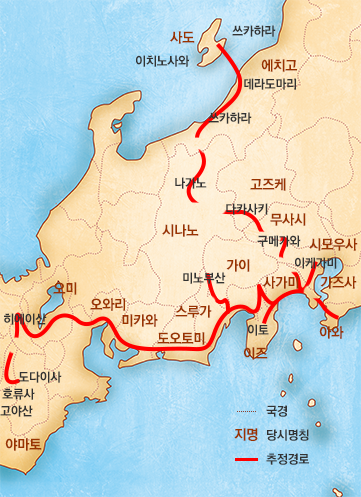 쓰카하라
사도
이치노사와
에치고
데라도마리
쓰카하라
나가노
고즈케
다카사키
무사시
시나노
구메가와
시모우사
이케가미
가이
미노부산
사가미
가즈사
오미
오와리
미카와
스루가
히에이산
도오토미
이토
아와
이즈
도다이사
호류사
고야산
야마토
국경
지명 당시명칭
추정경로